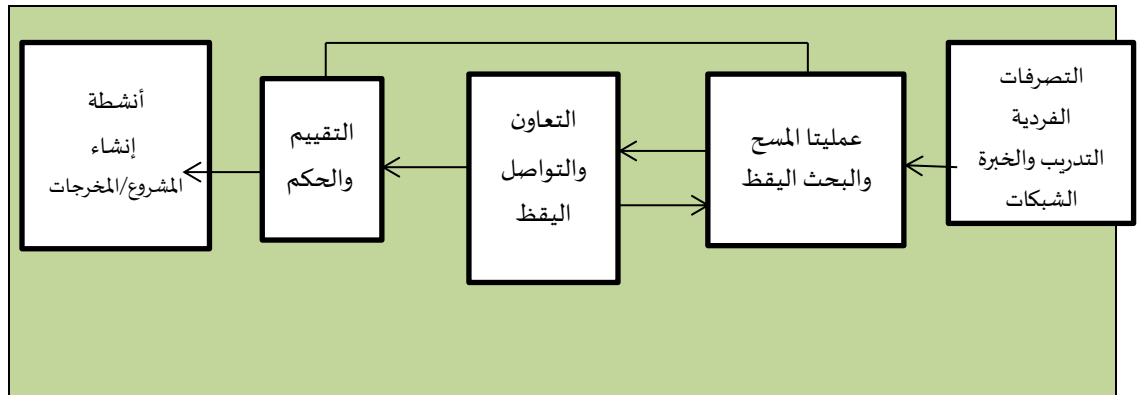 التصرفات
الفردية
التدريب والخبرة
الشبكات
عمليتا المسح
والبحث اليقظ
التعاون
والتواصل
اليقظ
التقييم
والحكم
أنشطة
إنشاء
المشروع/المخرجات